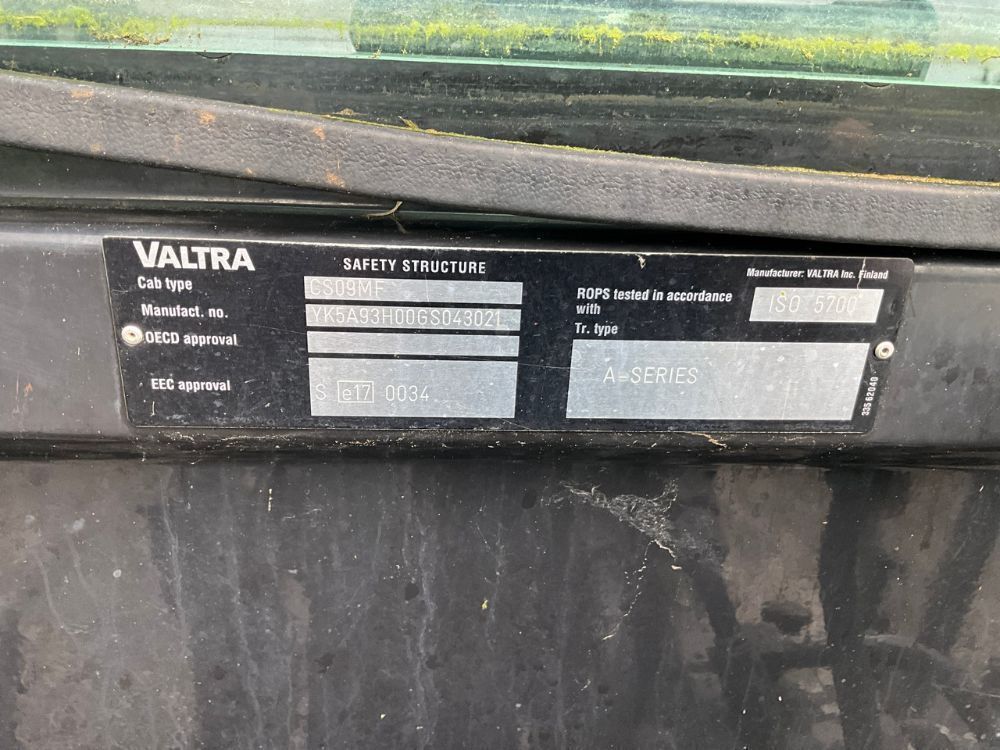 VALTRA
SAFETY STRUCTURE
Manufacturer: VALTRA Inc. Finland
Cab type CS09MF
Manufact. no. YK5A93H00GS043021
OECD approval
EEC approval S e17 0034
ROPS tested in accordance with ISO 5700
Tr. type
A-SERIES
33562040